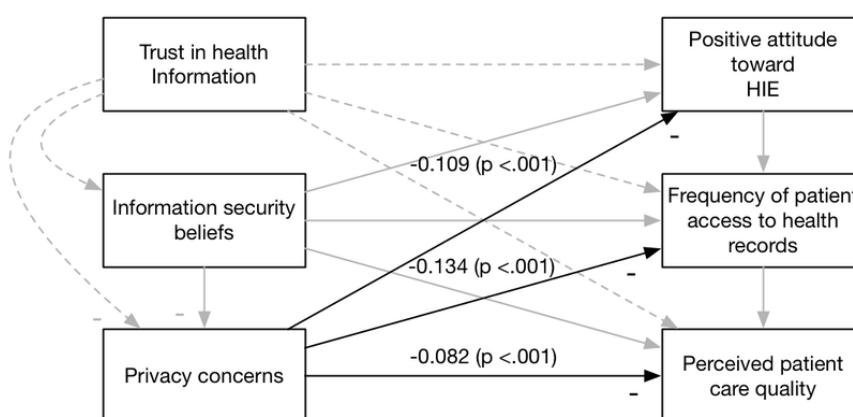 Trust in health
Information
Positive attitude
toward
HIE
-
-0.109 (p <.001)
Information security
beliefs
Frequency of patient
access to health
records
-0.134 (p <.001)
-
-
-
-0.082 (p <.001)
Privacy concerns
-
Perceived patient
care quality